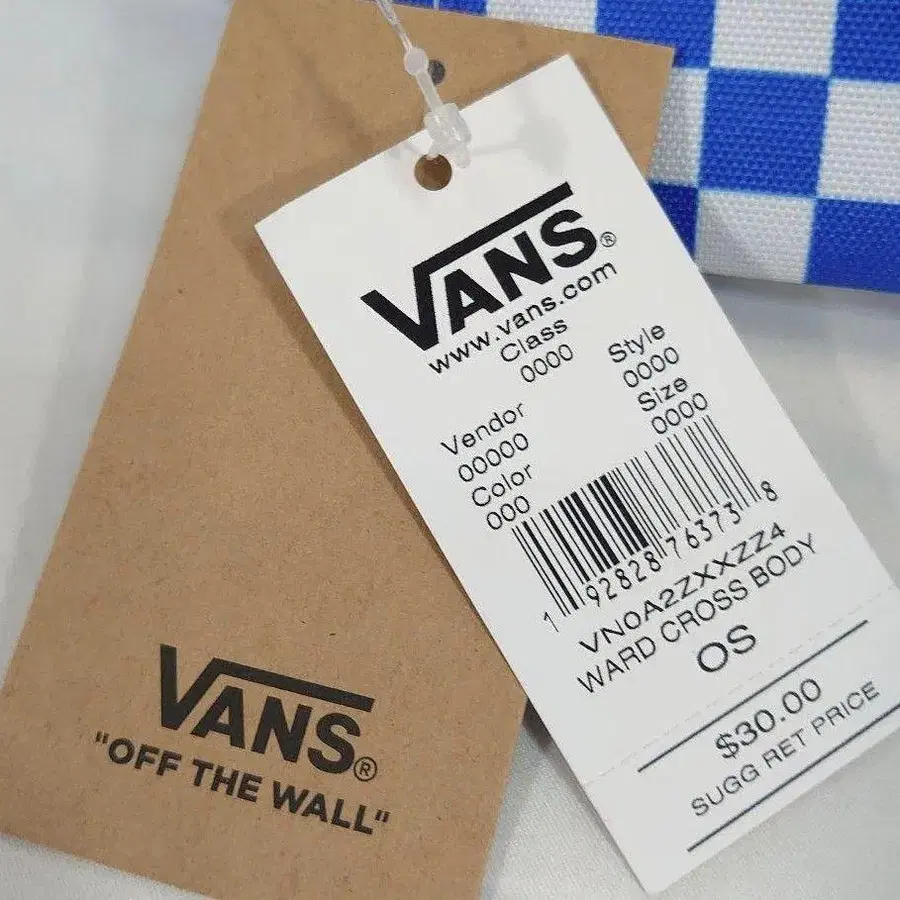 VANS®
www.vans.com
Class
0000
Style
0000
Vendor
00000
Size
0000
Color
000
1 92828 76373 8
VN0A2ZXXZZ4
WARD CROSS BODY
OS
$30.00
SUGG RET PRICE
VANS®
"OFF THE WALL"